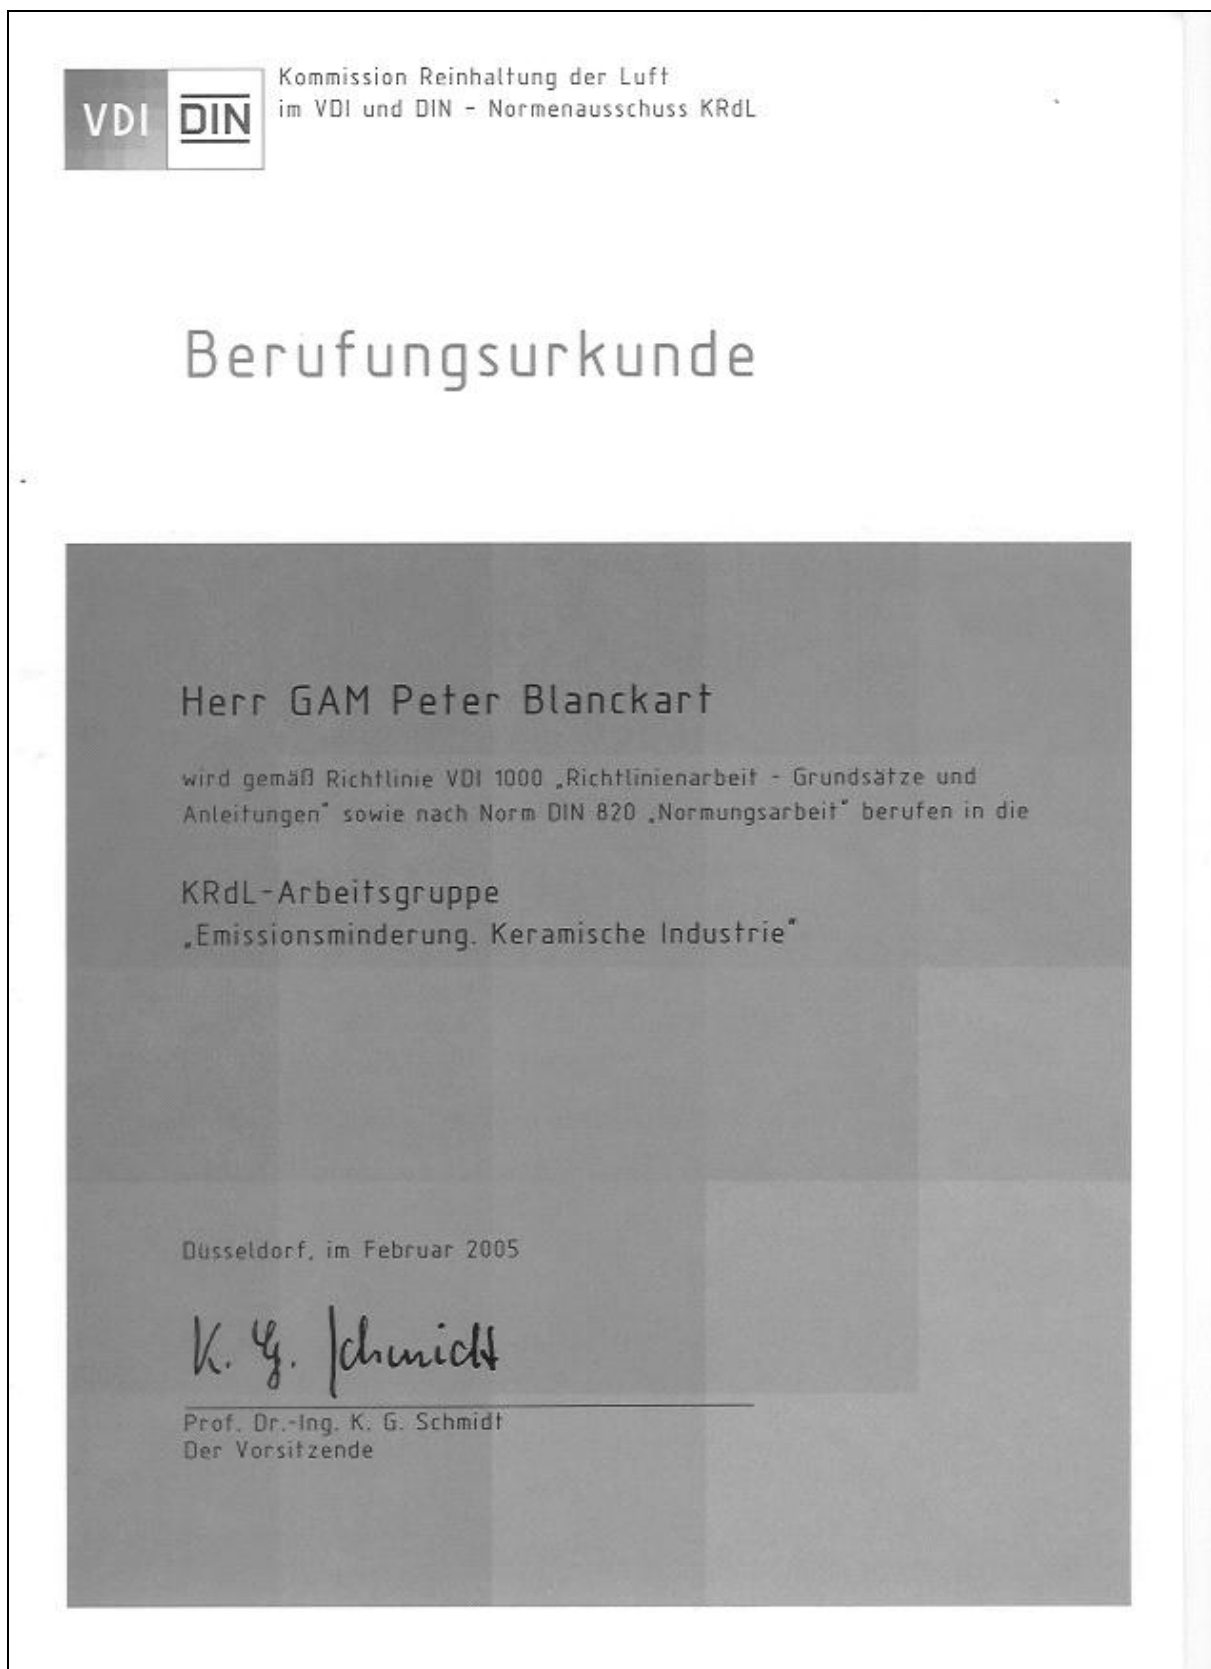 VDI DIN
Kommission Reinhaltung der Luft
im VDI und DIN - Normenausschuss KRdL
Berufungsurkunde
Herr GAM Peter Blanckart
wird gemäß Richtlinie VDI 1000 „Richtlinienarbeit - Grundsätze und
Anleitungen" sowie nach Norm DIN 820 „Normungsarbeit" berufen in die
KRdL-Arbeitsgruppe
„Emissionsminderung. Keramische Industrie"
Düsseldorf, im Februar 2005
K. G. Schmidt
Prof. Dr.-Ing. K. G. Schmidt
Der Vorsitzende